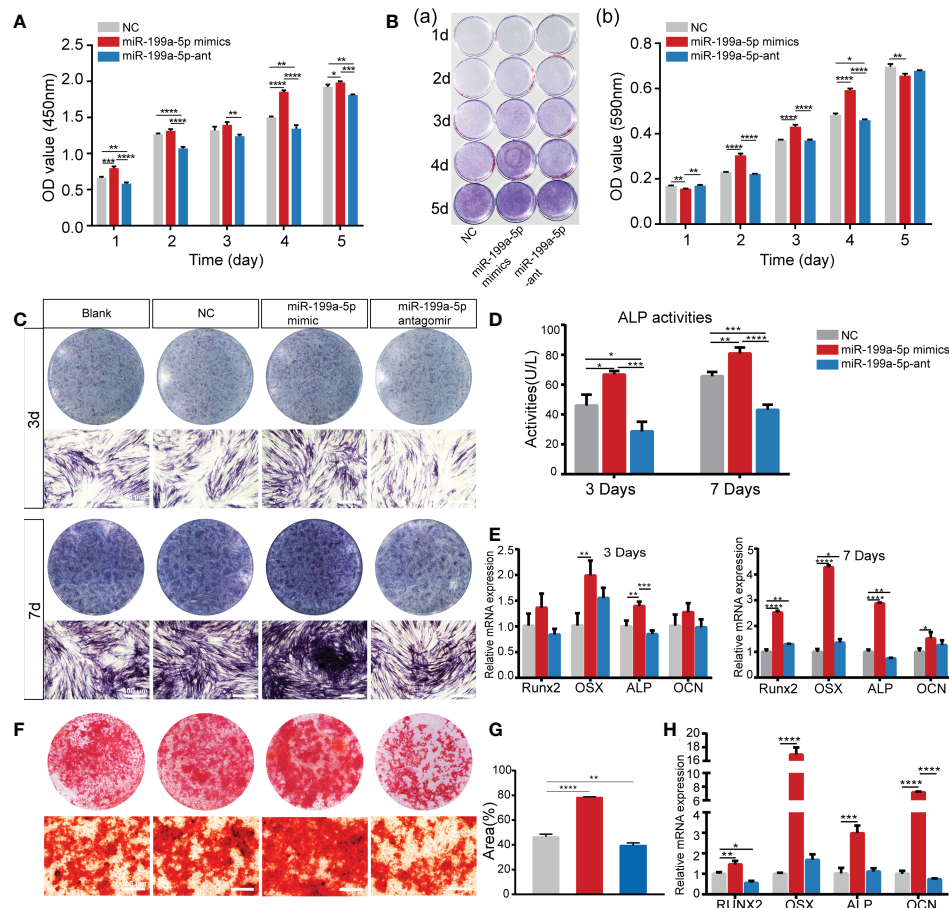 A
NC
miR-199a-5p mimics
miR-199a-5p-ant
OD value (450nm)
2.5
2.0
1.5
1.0
0.5
0.0
** *** ****
**** ****
**
** **** ****
** * ***
1 2 3 4 5
Time (day)
B
(a)
1d
2d
3d
4d
5d
NC
miR-199a-5p
mimics
miR-199a-5p
-ant
(b)
NC
miR-199a-5p mimics
miR-199a-5p-ant
OD value (590nm)
0.8
0.6
0.4
0.2
0.0
** **
**** ****
**** ****
* **** ****
**
1 2 3 4 5
Time (day)
C
Blank NC miR-199a-5p
mimic
miR-199a-5p
antagomir
3d
7d
D
ALP activities
NC
miR-199a-5p mimics
miR-199a-5p-ant
Activities(U/L)
100
80
60
40
20
0
* * ***
*** ** ****
3 Days 7 Days
E
3 Days
Relative mRNA expression
2.5
2.0
1.5
1.0
0.5
0.0
**
** ***
Runx2 OSX ALP OCN
7 Days
Relative mRNA expression
5
4
3
2
1
0
** ****
* ****
** ****
*
Runx2 OSX ALP OCN
F
G
Area(%)
100
80
60
40
20
0
**
****
H
Relative mRNA expression
20
18
16
10
8
6
4
2
0
* **
****
***
**** ****
RUNX2 OSX ALP OCN